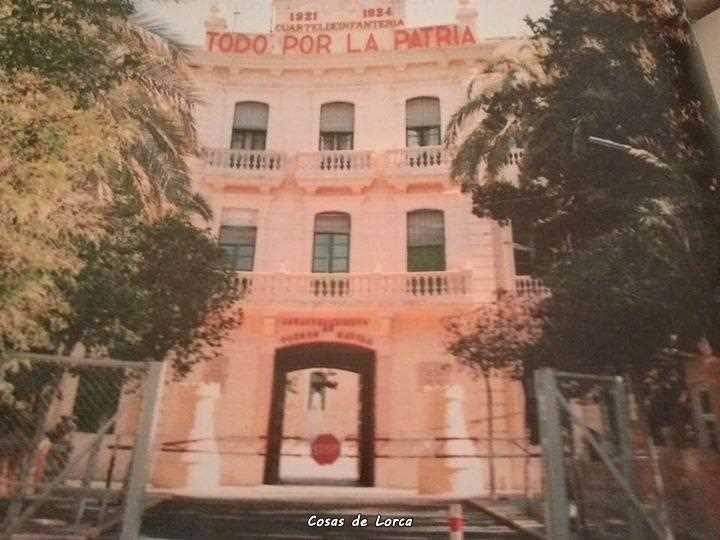 1921 1924
CUARTEL DE INFANTERIA
TODO POR LA PATRIA
Cosas de Lorca